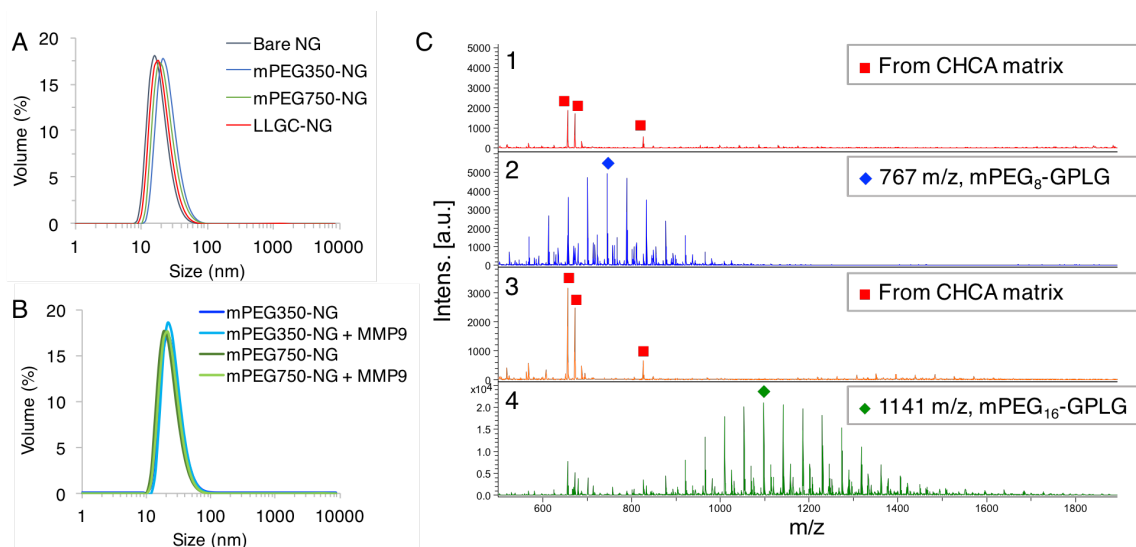 A
20
15
10
5
0
Volume (%)
Bare NG
mPEG350-NG
mPEG750-NG
LLGC-NG
1 10 100 1000 10000
Size (nm)
B
20
15
10
5
0
Volume (%)
mPEG350-NG
mPEG350-NG + MMP9
mPEG750-NG
mPEG750-NG + MMP9
1 10 100 1000 10000
Size (nm)
C
Intens. [a.u.]
1
5000
4000
3000
2000
1000
0
From CHCA matrix
2
5000
4000
3000
2000
1000
0
767 m/z, mPEG₈-GPLG
3
3000
2000
1000
0
From CHCA matrix
4
x10⁴
2.0
1.5
1.0
0.5
0.0
1141 m/z, mPEG₁₆-GPLG
600 800 1000 1200 1400 1600 1800
m/z